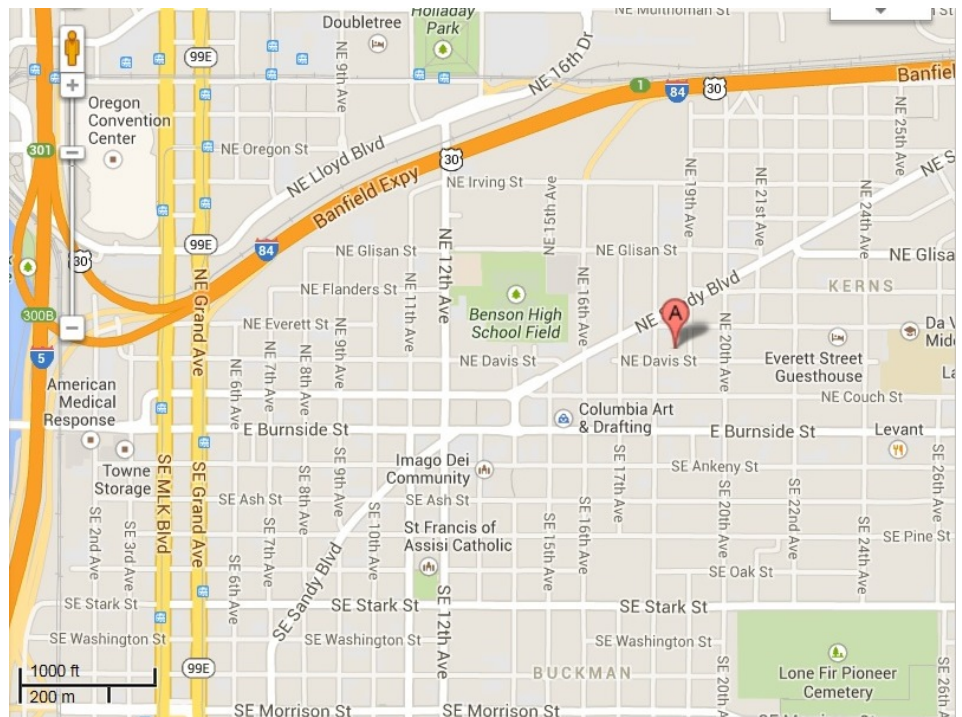 NE Multnomah St
Doubletree
Holladay
Park
NE 16th Dr
99E
NE 9th Ave
Banfiel
1
84
30
Oregon
Convention
Center
301
NE Oregon St
NE Lloyd Blvd
30
NE 25th Ave
NE S
Banfield Expy
NE Irving St
NE 15th Ave
NE 19th Ave
NE 21st Ave
NE 24th Ave
99E
84
30
NE Glisan St
NE Glisan St
NE Glisa
NE 12th Ave
NE Grand Ave
NE 11th Ave
NE Flanders St
NE 16th Ave
KERNS
Benson High
School Field
NE Sandy Blvd
A
300B
NE Everett St
NE 9th Ave
NE 8th Ave
NE 7th Ave
NE 6th Ave
NE 20th Ave
Da V
Midd
5
NE Davis St
NE Davis St
Everett Street
Guesthouse
La
American
Medical
Response
NE Couch St
Columbia Art
& Drafting
E Burnside St
E Burnside St
Levant
Towne
Storage
SE MLK Blvd
SE Grand Ave
Imago Dei
Community
SE Ankeny St
SE 9th Ave
SE 8th Ave
SE 17th Ave
SE 26th Ave
SE Ash St
SE Ash St
SE 2nd Ave
SE 3rd Ave
SE 7th Ave
SE 10th Ave
St Francis of
Assisi Catholic
SE 15th Ave
SE 16th Ave
SE 20th Ave
SE 22nd Ave
SE 24th Ave
SE Pine St
SE 6th Ave
SE Sandy Blvd
SE Oak St
SE 12th Ave
SE Stark St
SE Stark St
SE Stark St
SE Washington St
SE Washington St
99E
1000 ft
200 m
BUCKMAN
SE 20th Ave
Lone Fir Pioneer
Cemetery
SE 26th
SE Morrison St
SE Morrison St